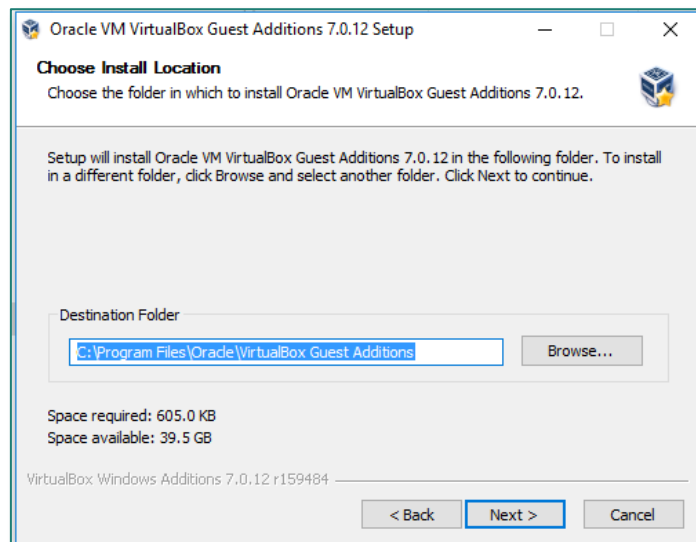 Oracle VM VirtualBox Guest Additions 7.0.12 Setup
Choose Install Location
Choose the folder in which to install Oracle VM VirtualBox Guest Additions 7.0.12.
Setup will install Oracle VM VirtualBox Guest Additions 7.0.12 in the following folder. To install
in a different folder, click Browse and select another folder. Click Next to continue.
Destination Folder
C:\Program Files\Oracle\VirtualBox Guest Additions
Browse...
Space required: 605.0 KB
Space available: 39.5 GB
VirtualBox Windows Additions 7.0.12 r159484
< Back
Next >
Cancel